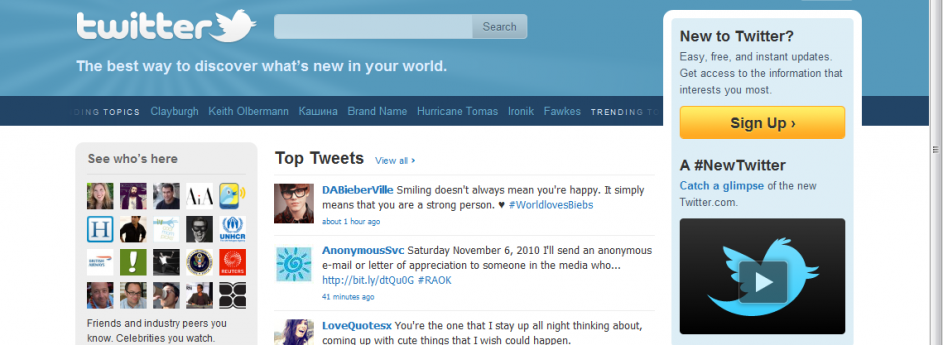 twitter
Search
The best way to discover what's new in your world.
DING TOPICS Clayburgh Keith Olbermann Кашина Brand Name Hurricane Tomas Ironik Fawkes TRENDING T
New to Twitter?
Easy, free, and instant updates.
Get access to the information that
interests you most.
Sign Up ›
A #NewTwitter
Catch a glimpse of the new
Twitter.com.
See who's here
AiA
H
UNHCR
REUTERS
Friends and industry peers you
know. Celebrities you watch.
Top Tweets View all ›
DABieberVille Smiling doesn't always mean you're happy. It simply
means that you are a strong person. ♥ #WorldlovesBiebs
about 1 hour ago
AnonymousSvc Saturday November 6, 2010 I'll send an anonymous
e-mail or letter of appreciation to someone in the media who...
http://bit.ly/dtQu0G #RAOK
41 minutes ago
LoveQuotesx You're the one that I stay up all night thinking about,
coming up with cute things that I wish could happen.